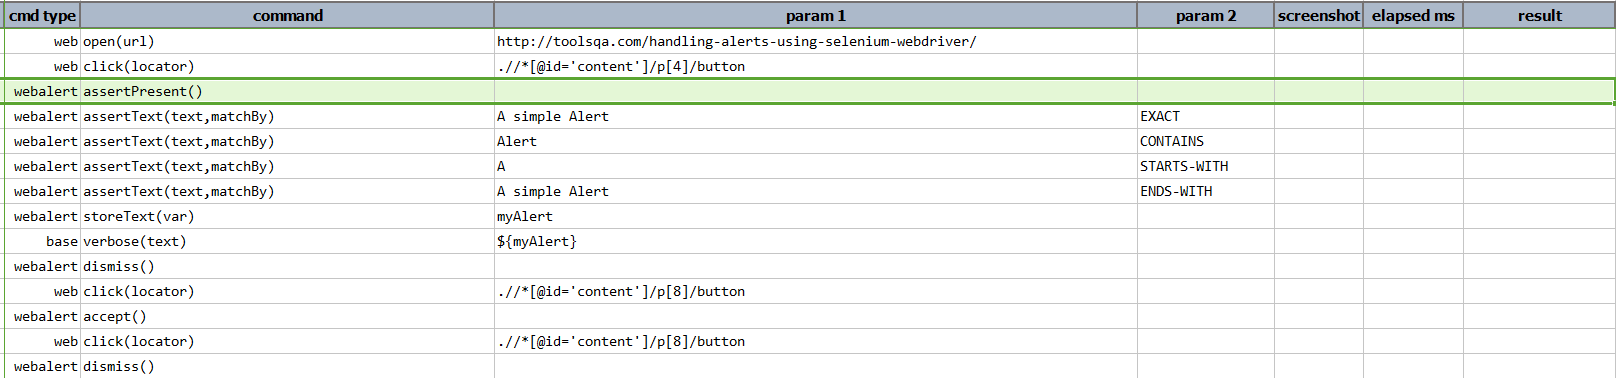 cmd type command param 1 param 2 screenshot elapsed ms result
web open(url) http://toolsqa.com/handling-alerts-using-selenium-webdriver/
web click(locator) .//*[@id='content']/p[4]/button
webalert assertPresent()
webalert assertText(text,matchBy) A simple Alert EXACT
webalert assertText(text,matchBy) Alert CONTAINS
webalert assertText(text,matchBy) A STARTS-WITH
webalert assertText(text,matchBy) A simple Alert ENDS-WITH
webalert storeText(var) myAlert
base verbose(text) ${myAlert}
webalert dismiss()
web click(locator) .//*[@id='content']/p[8]/button
webalert accept()
web click(locator) .//*[@id='content']/p[8]/button
webalert dismiss()